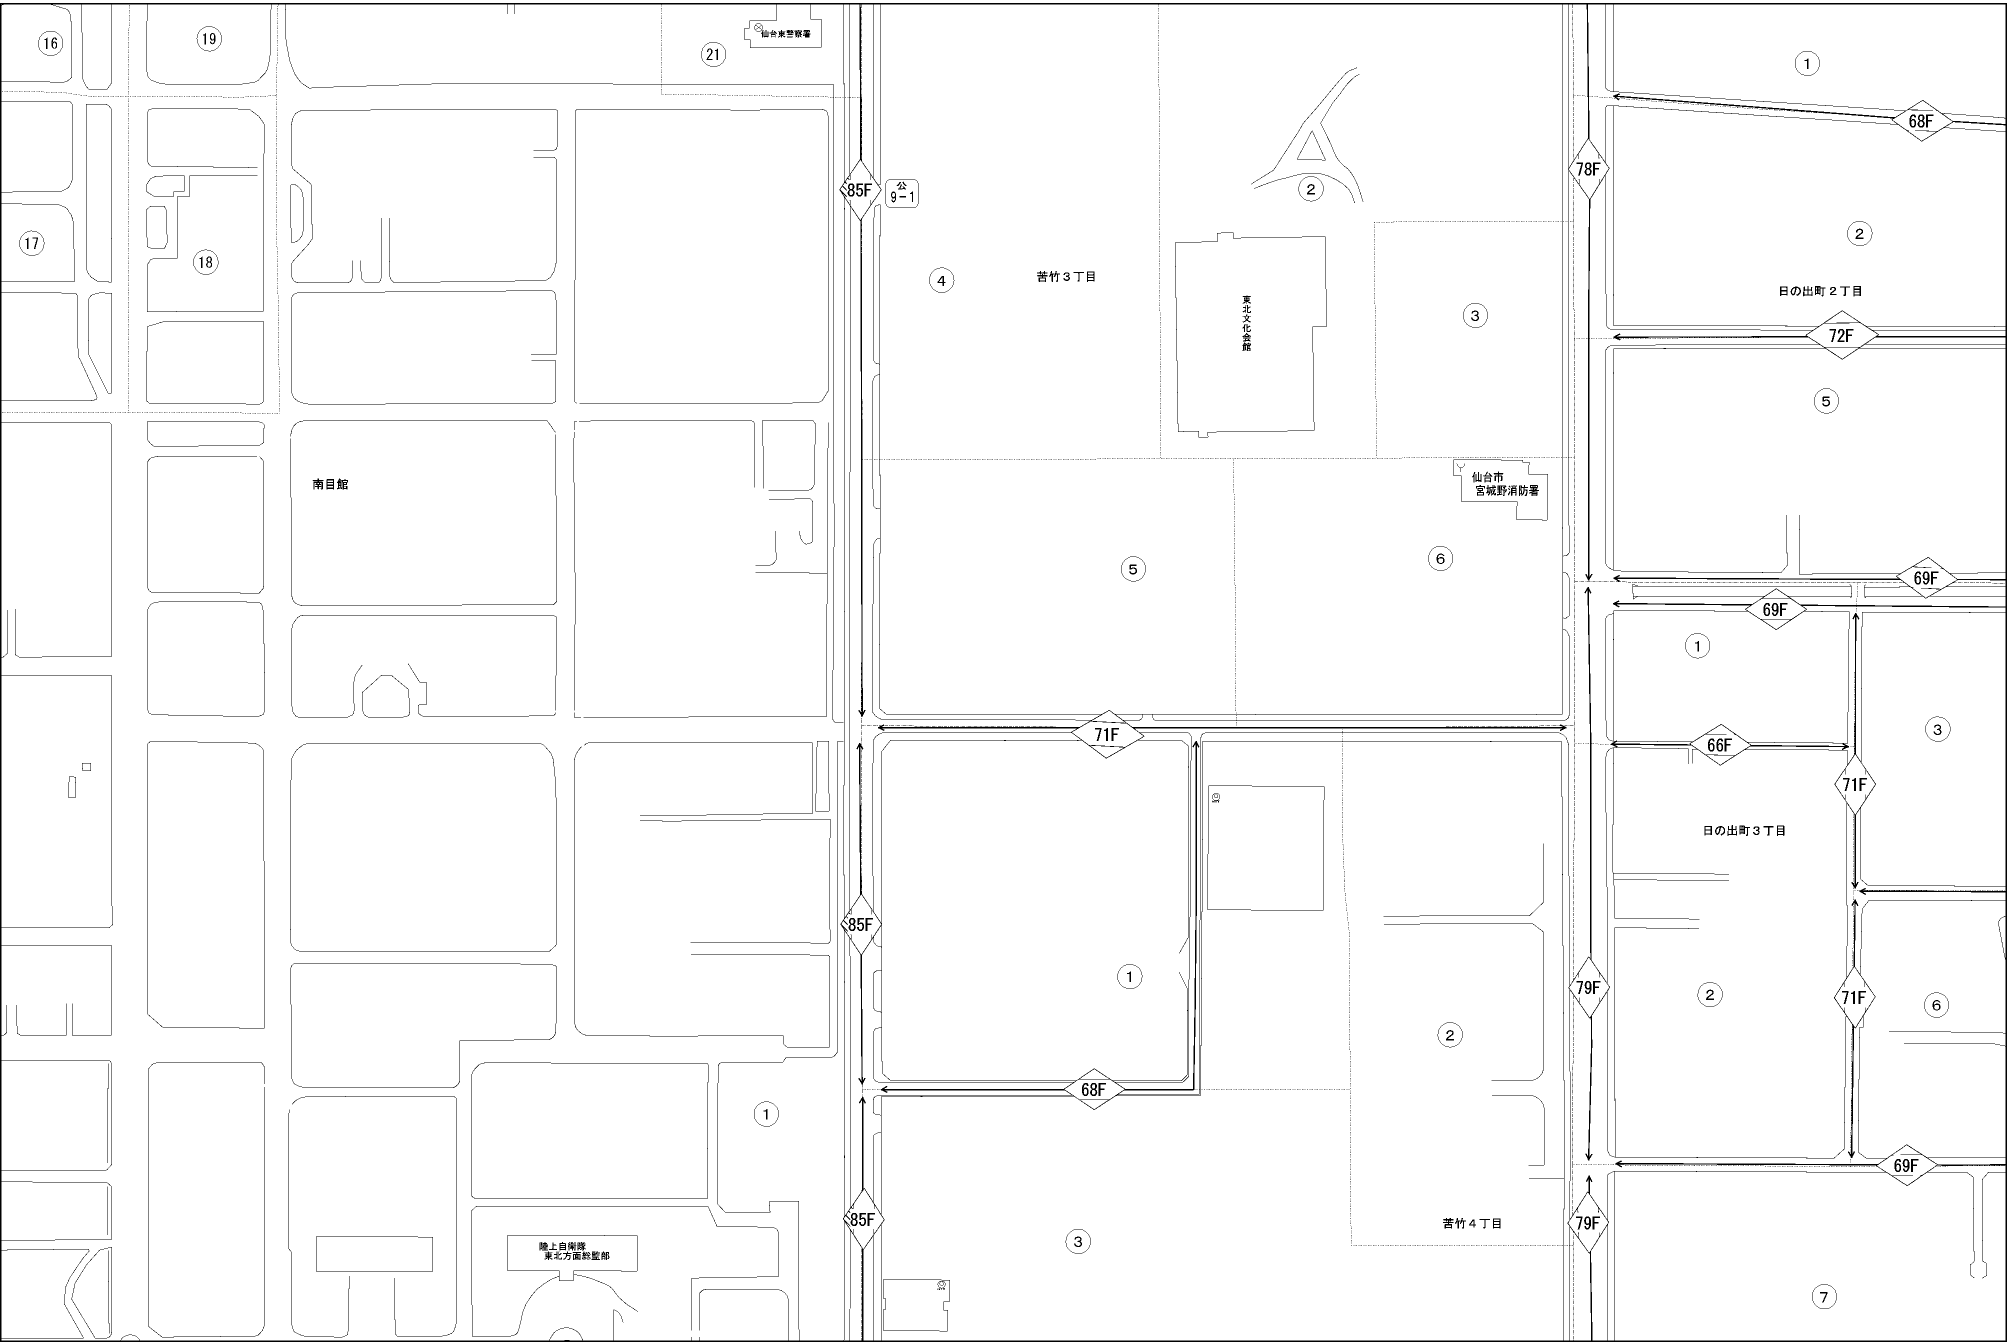 16
19
21
仙台東警察署
1
68F
78F
85F
公
9-1
2
17
18
4
苦竹3丁目
2
日の出町2丁目
東北文化会館
3
72F
5
南目館
仙台市
宮城野消防署
5
6
69F
69F
1
71F
66F
3
71F
日の出町3丁目
85F
1
79F
2
71F
6
2
68F
1
69F
85F
3
苦竹4丁目
79F
陸上自衛隊
東北方面総監部
7